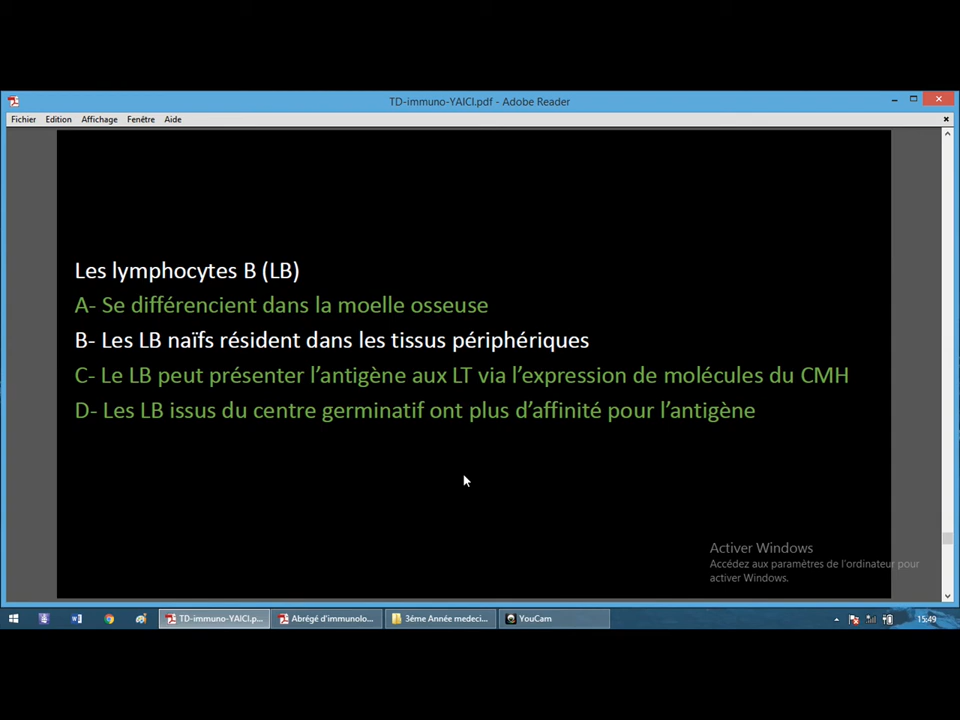 TD-immuno-YAICI.pdf - Adobe Reader
Fichier Edition Affichage Fenêtre Aide
Les lymphocytes B (LB)
A- Se différencient dans la moelle osseuse
B- Les LB naïfs résident dans les tissus périphériques
C- Le LB peut présenter l'antigène aux LT via l'expression de molécules du CMH
D- Les LB issus du centre germinatif ont plus d'affinité pour l'antigène
Activer Windows
Accédez aux paramètres de l'ordinateur pour
activer Windows.
TD-immuno-YAICI.p... Abrégé d'immunolo... 3éme Année medeci... YouCam 15:49